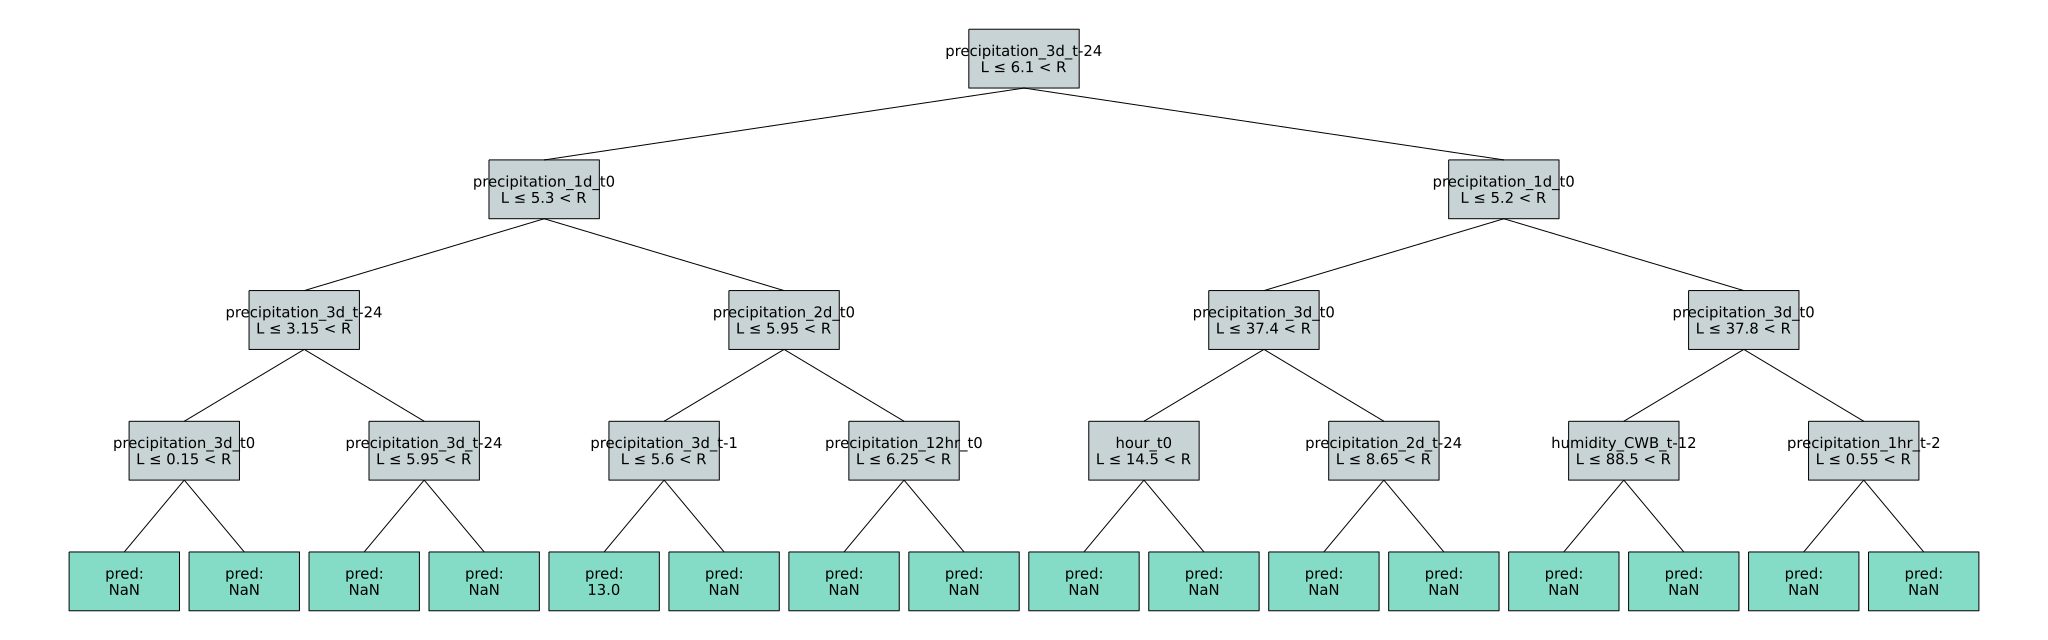 precipitation_3d_t-24
L ≤ 6.1 < R
precipitation_1d_t0
L ≤ 5.3 < R
precipitation_1d_t0
L ≤ 5.2 < R
precipitation_3d_t-24
L ≤ 3.15 < R
precipitation_2d_t0
L ≤ 5.95 < R
precipitation_3d_t0
L ≤ 37.4 < R
precipitation_3d_t0
L ≤ 37.8 < R
precipitation_3d_t0
L ≤ 0.15 < R
precipitation_3d_t-24
L ≤ 5.95 < R
precipitation_3d_t-1
L ≤ 5.6 < R
precipitation_12hr_t0
L ≤ 6.25 < R
hour_t0
L ≤ 14.5 < R
precipitation_2d_t-24
L ≤ 8.65 < R
humidity_CWB_t-12
L ≤ 88.5 < R
precipitation_1hr_t-2
L ≤ 0.55 < R
pred:
NaN
pred:
NaN
pred:
NaN
pred:
NaN
pred:
13.0
pred:
NaN
pred:
NaN
pred:
NaN
pred:
NaN
pred:
NaN
pred:
NaN
pred:
NaN
pred:
NaN
pred:
NaN
pred:
NaN
pred:
NaN